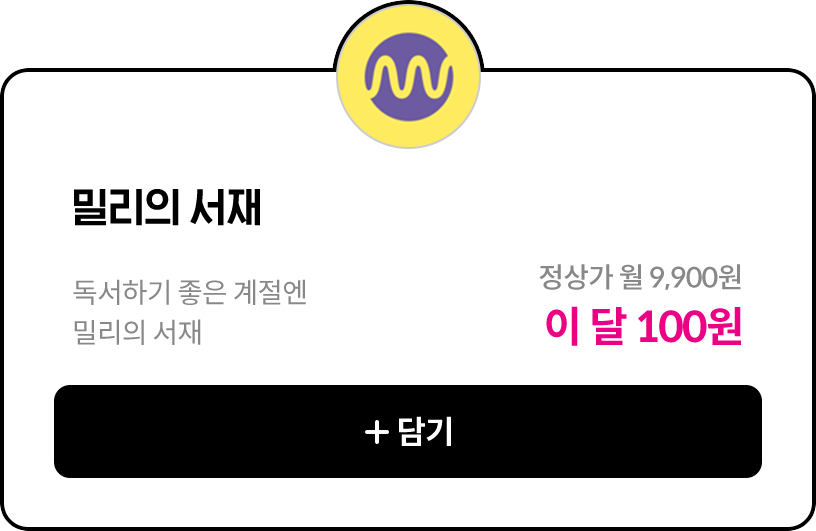 밀리의 서재
독서하기 좋은 계절엔
밀리의 서재
정상가 월 9,900원
이 달 100원
+ 담기